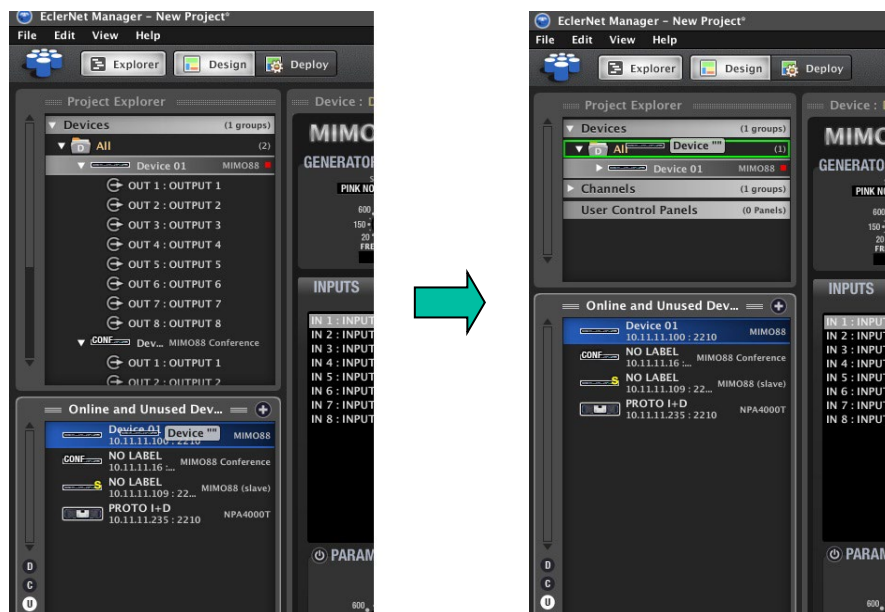 EclerNet Manager – New Project*
File Edit View Help
Explorer Design Deploy
Project Explorer
Devices (1 groups)
D All (2)
Device 01 MIMO88
OUT 1 : OUTPUT 1
OUT 2 : OUTPUT 2
OUT 3 : OUTPUT 3
OUT 4 : OUTPUT 4
OUT 5 : OUTPUT 5
OUT 6 : OUTPUT 6
OUT 7 : OUTPUT 7
OUT 8 : OUTPUT 8
CONF Dev... MIMO88 Conference
OUT 1 : OUTPUT 1
OUT 2 : OUTPUT 2
Online and Unused Dev...
Device 01 Device "" MIMO88
10.11.11.100 : 2210
CONF NO LABEL MIMO88 Conference
10.11.11.16 :...
S NO LABEL MIMO88 (slave)
10.11.11.109 : 22...
PROTO I+D NPA4000T
10.11.11.235 : 2210
D
C
U
Device :
MIMO
GENERATOR
PINK NO
600
150
20
FRE
INPUTS
IN 1 : INPUT
IN 2 : INPUT
IN 3 : INPUT
IN 4 : INPUT
IN 5 : INPUT
IN 6 : INPUT
IN 7 : INPUT
IN 8 : INPUT
PARAM
600
EclerNet Manager – New Project*
File Edit View Help
Explorer Design Deploy
Project Explorer
Devices (1 groups)
D All Device "" (1)
Device 01 MIMO88
Channels (1 groups)
User Control Panels (0 Panels)
Online and Unused Dev...
Device 01 MIMO88
10.11.11.100 : 2210
CONF NO LABEL MIMO88 Conference
10.11.11.16 :...
S NO LABEL MIMO88 (slave)
10.11.11.109 : 22...
PROTO I+D NPA4000T
10.11.11.235 : 2210
D
C
U
Device :
MIMO
GENERATO
PINK N
600
150
20
FRE
INPUTS
IN 1 : INPUT
IN 2 : INPUT
IN 3 : INPUT
IN 4 : INPUT
IN 5 : INPUT
IN 6 : INPUT
IN 7 : INPUT
IN 8 : INPUT
PARAM
600